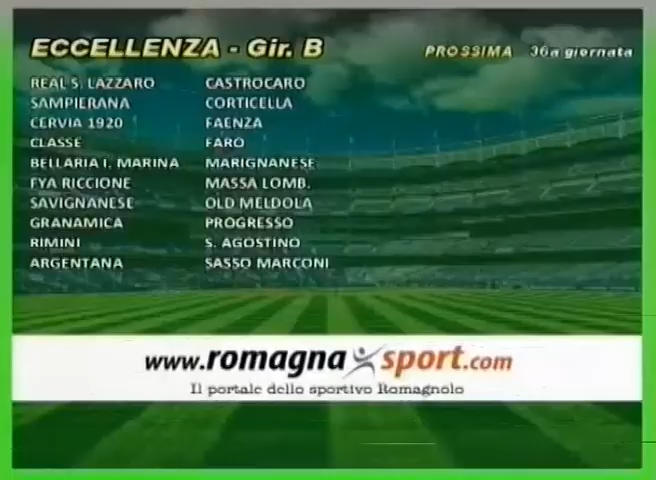 ECCELLENZA - Gir. B PROSSIMA 36a giornata
REAL S. LAZZARO CASTROCARO
SAMPIERANA CORTICELLA
CERVIA 1920 FAENZA
CLASSE FARO
BELLARIA I. MARINA MARIGNANESE
FYA RICCIONE MASSA LOMB.
SAVIGNANESE OLD MELDOLA
GRANAMICA PROGRESSO
RIMINI S. AGOSTINO
ARGENTANA SASSO MARCONI
www.romagnasport.com
Il portale dello sportivo Romagnolo